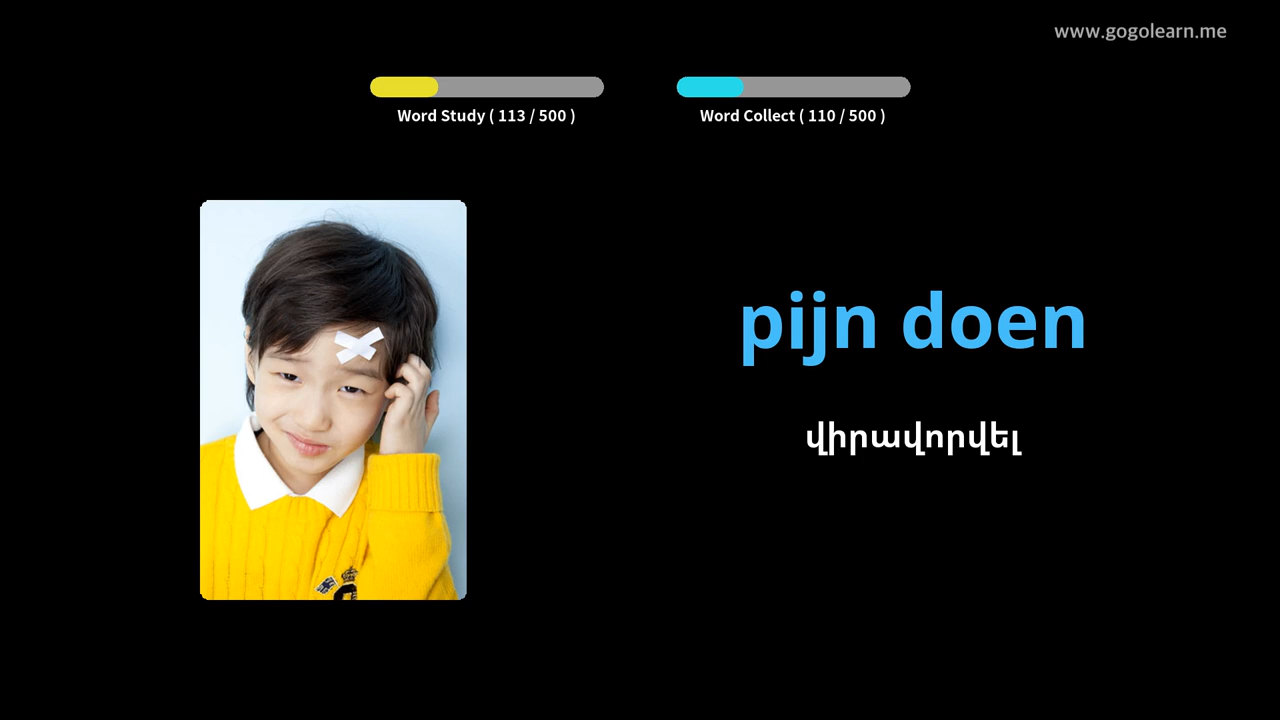 www.gogolearn.me
Word Study ( 113 / 500 )
Word Collect ( 110 / 500 )
pijn doen
վիրավորվել